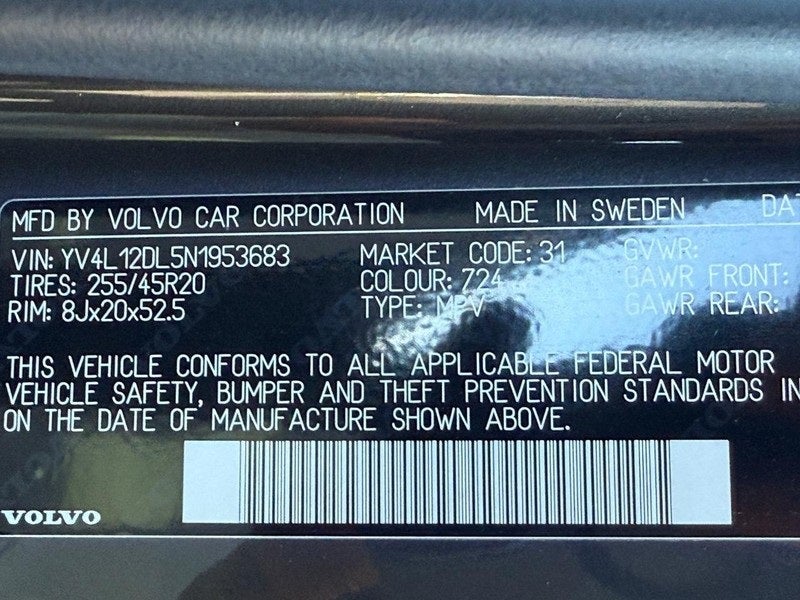 MFD BY VOLVO CAR CORPORATION MADE IN SWEDEN DA
VIN: YV4L12DL5N1953683 MARKET CODE: 31 GVWR:
TIRES: 255/45R20 COLOUR: 724 GAWR FRONT:
RIM: 8Jx20x52.5 TYPE: MPV GAWR REAR:
THIS VEHICLE CONFORMS TO ALL APPLICABLE FEDERAL MOTOR
VEHICLE SAFETY, BUMPER AND THEFT PREVENTION STANDARDS IN
ON THE DATE OF MANUFACTURE SHOWN ABOVE.
VOLVO